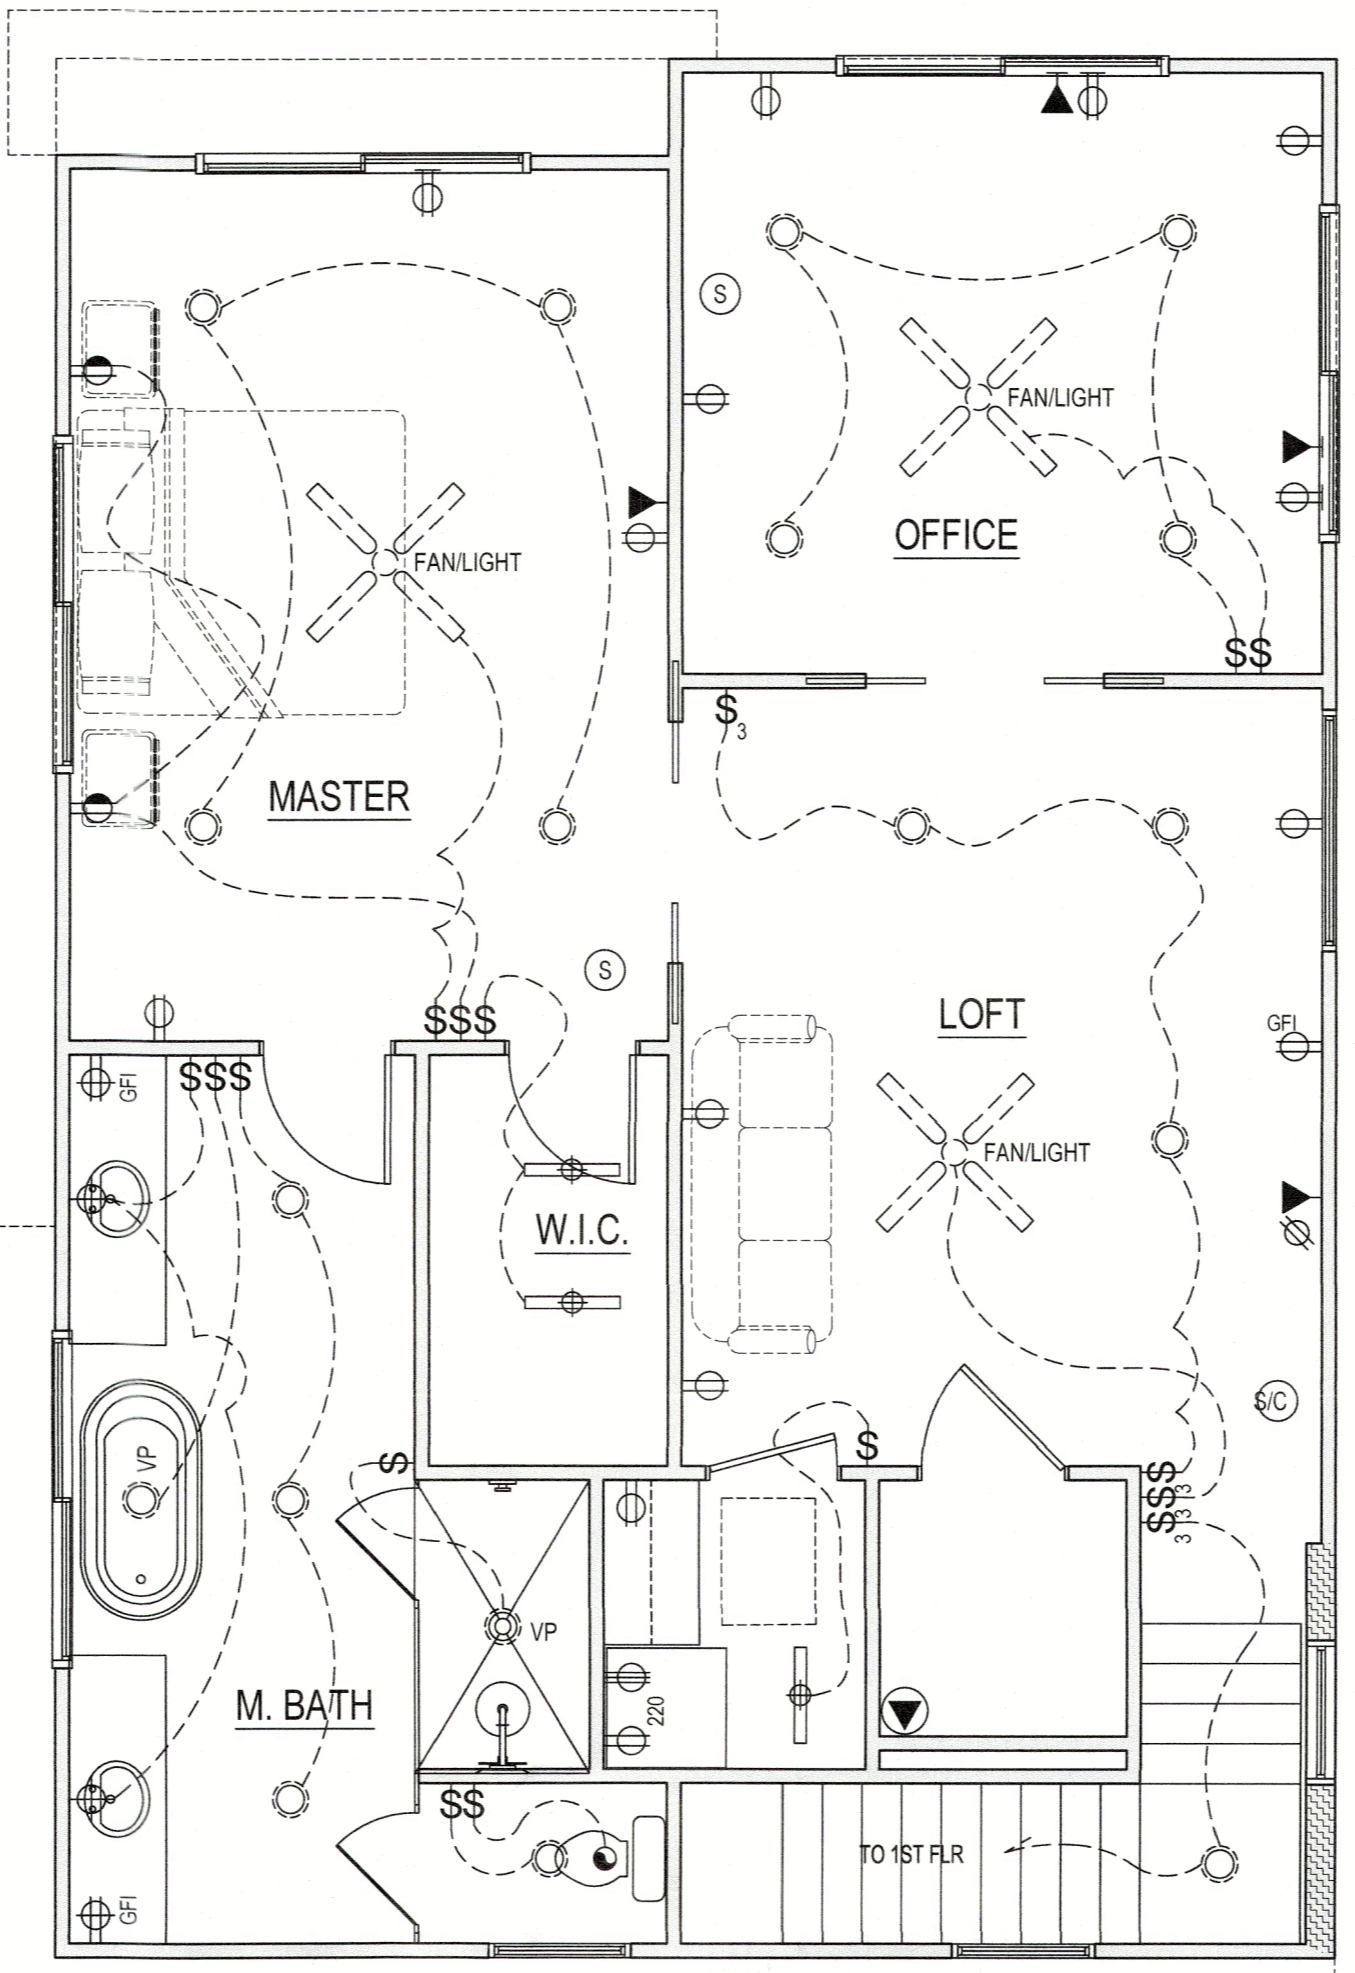 S
FAN/LIGHT
OFFICE
$$
FAN/LIGHT
$3
MASTER
S
$$$
LOFT
GFI
$$$
GFI
FAN/LIGHT
W.I.C.
S/C
$
$
VP
$3
$3
$3
VP
220
M. BATH
$$
TO 1ST FLR
GFI